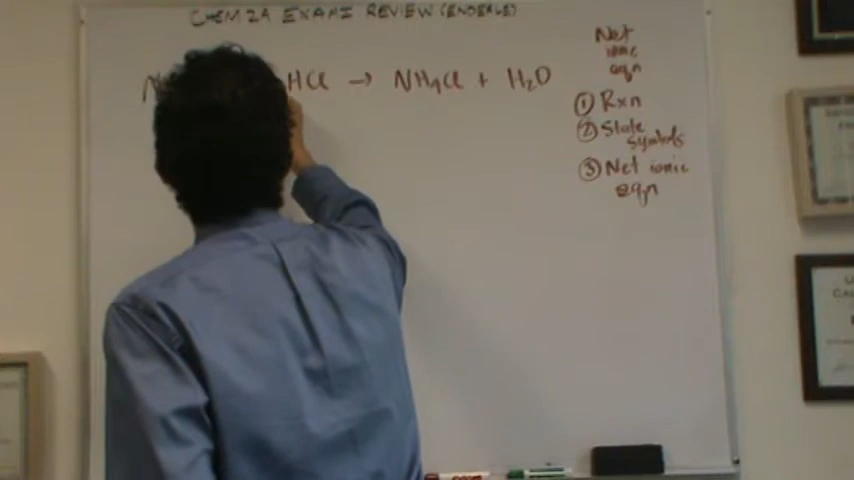 CHEM 2A EXAM I REVIEW (ENDERLE)
N HCl → NH4Cl + H2O
Net
ionic
eqn
① Rxn
② State
symbols
③ Net ionic
eqn